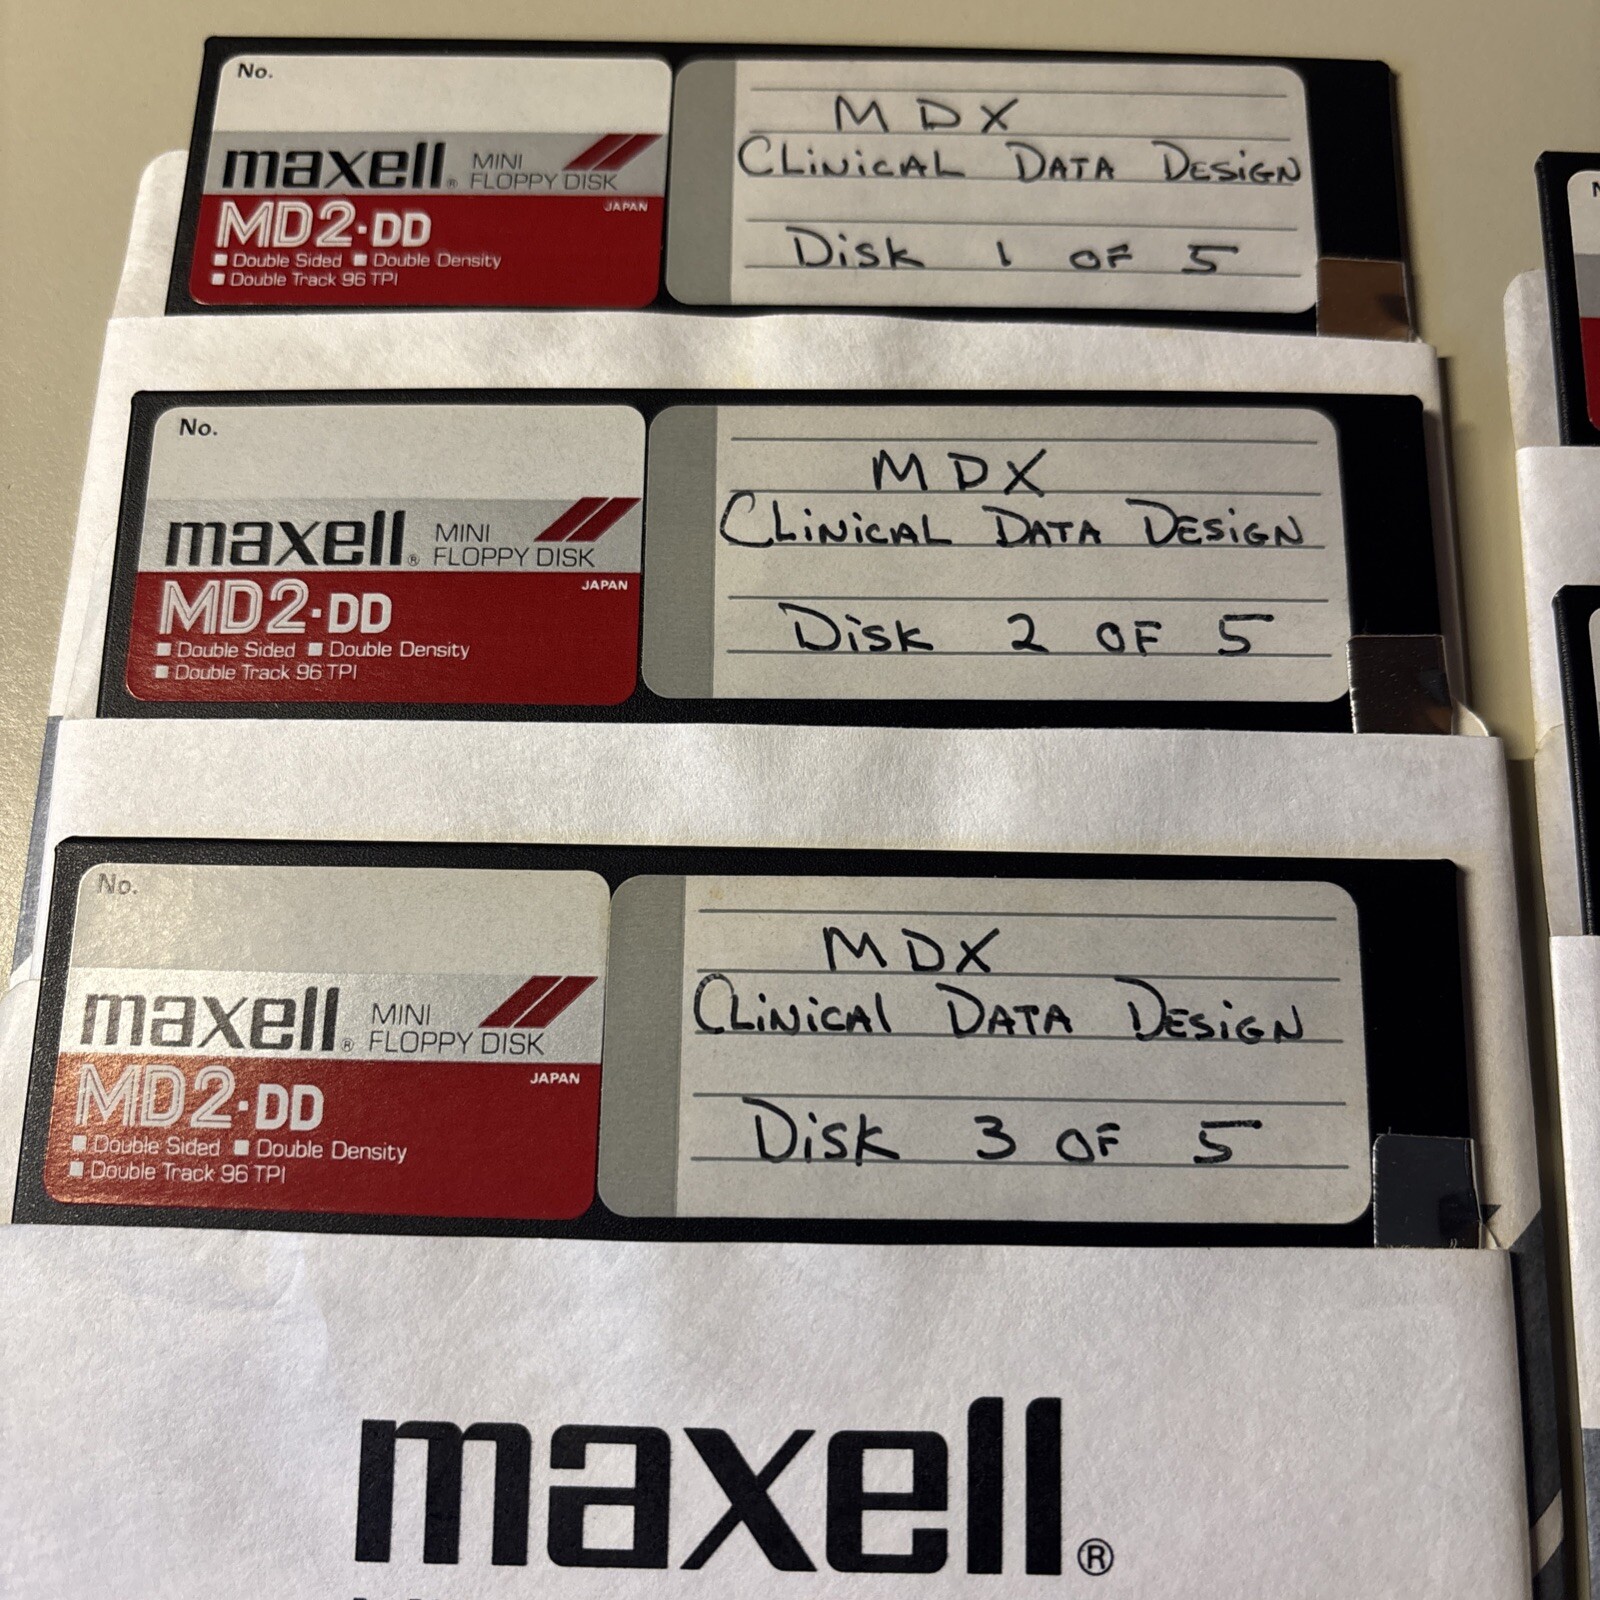 No.
maxell® MINI FLOPPY DISK
JAPAN
MD2-DD
Double Sided Double Density
Double Track 96 TPI
MDX
CLiNiCAL DATA DESiGN
Disk 1 OF 5
No.
maxell® MINI FLOPPY DISK
JAPAN
MD2-DD
Double Sided Double Density
Double Track 96 TPI
MDX
CLiNiCAL DATA DESiGN
Disk 2 OF 5
No.
maxell® MINI FLOPPY DISK
JAPAN
MD2-DD
Double Sided Double Density
Double Track 96 TPI
MDX
CLiNiCAl DATA DESiGN
Disk 3 OF 5
maxell®